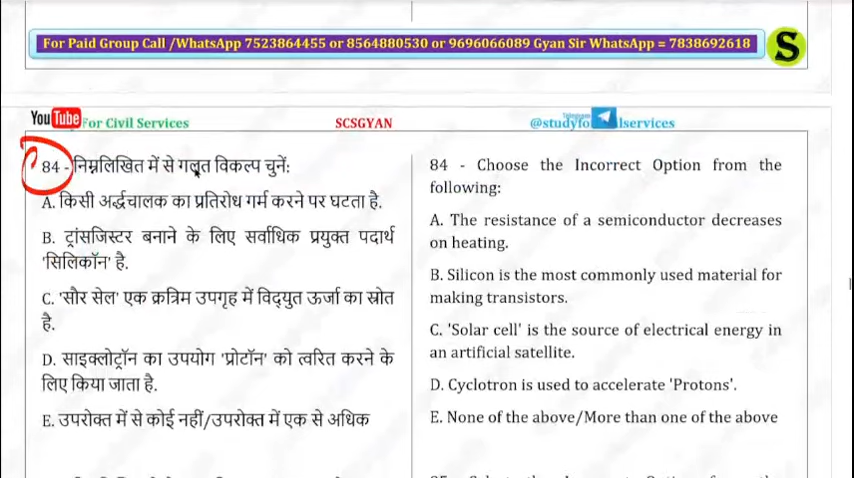 For Paid Group Call /WhatsApp 7523864455 or 8564880530 or 9696066089 Gyan Sir WhatsApp = 7838692618
S
YouTube For Civil Services
SCSGYAN
@studyfo lservices
84 - निम्नलिखित में से गलत विकल्प चुनें:
A. किसी अर्द्धचालक का प्रतिरोध गर्म करने पर घटता है.
B. ट्रांसजिस्टर बनाने के लिए सर्वाधिक प्रयुक्त पदार्थ
'सिलिकॉन' है.
C. 'सौर सेल' एक क्रत्रिम उपगृह में विद्युत ऊर्जा का स्रोत
है.
D. साइक्लोट्रॉन का उपयोग 'प्रोटॉन' को त्वरित करने के
लिए किया जाता है.
E. उपरोक्त में से कोई नहीं/उपरोक्त में एक से अधिक
84 - Choose the Incorrect Option from the
following:
A. The resistance of a semiconductor decreases
on heating.
B. Silicon is the most commonly used material for
making transistors.
C. 'Solar cell' is the source of electrical energy in
an artificial satellite.
D. Cyclotron is used to accelerate 'Protons'.
E. None of the above/More than one of the above